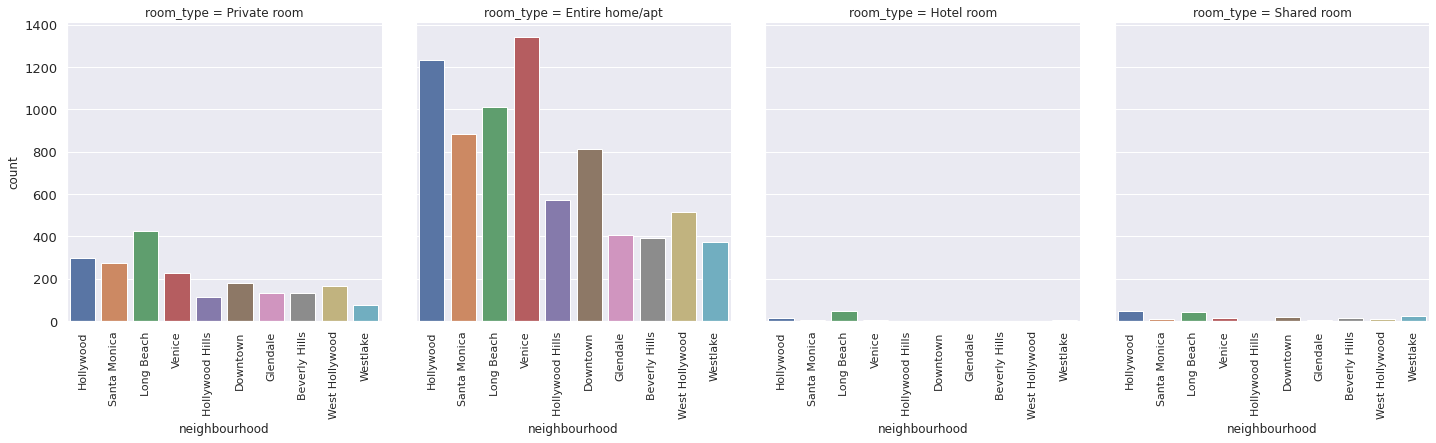 room_type = Private room
room_type = Entire home/apt
room_type = Hotel room
room_type = Shared room
1400
1200
1000
800
600
400
200
0
count
Hollywood
Santa Monica
Long Beach
Venice
Hollywood Hills
Downtown
Glendale
Beverly Hills
West Hollywood
Westlake
neighbourhood
Hollywood
Santa Monica
Long Beach
Venice
Hollywood Hills
Downtown
Glendale
Beverly Hills
West Hollywood
Westlake
neighbourhood
Hollywood
Santa Monica
Long Beach
Venice
Hollywood Hills
Downtown
Glendale
Beverly Hills
West Hollywood
Westlake
neighbourhood
Hollywood
Santa Monica
Long Beach
Venice
Hollywood Hills
Downtown
Glendale
Beverly Hills
West Hollywood
Westlake
neighbourhood